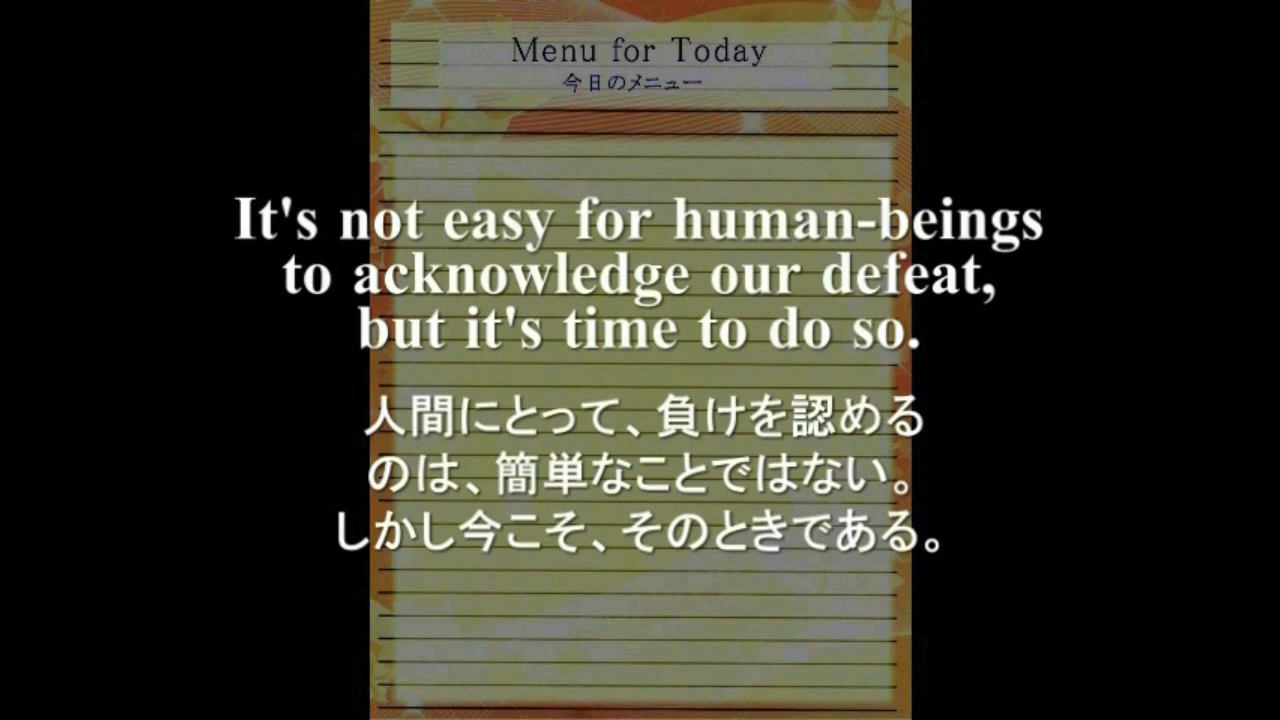 Menu for Today
今日のメニュー
It's not easy for human-beings
to acknowledge our defeat,
but it's time to do so.
人間にとって、負けを認める
のは、簡単なことではない。
しかし今こそ、そのときである。